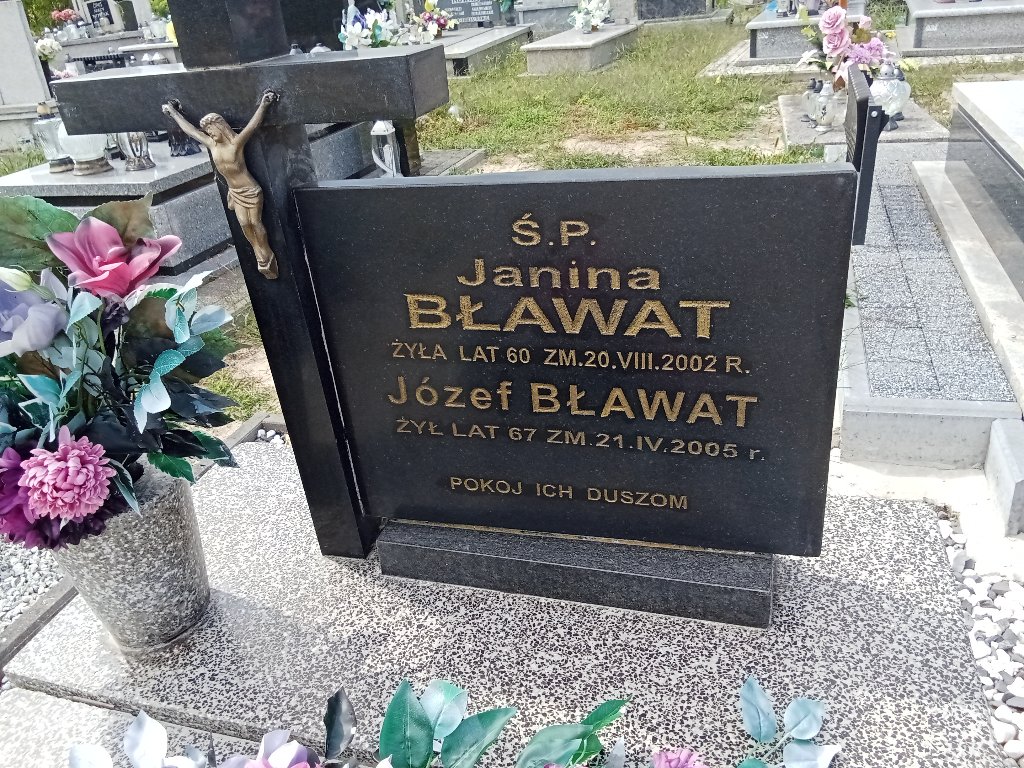 Ś.P.
Janina
BŁAWAT
ŻYŁA LAT 60 ZM.20.VIII.2002 R.
Józef BŁAWAT
ŻYŁ LAT 67 ZM.21.IV.2005 r.
POKOJ ICH DUSZOM